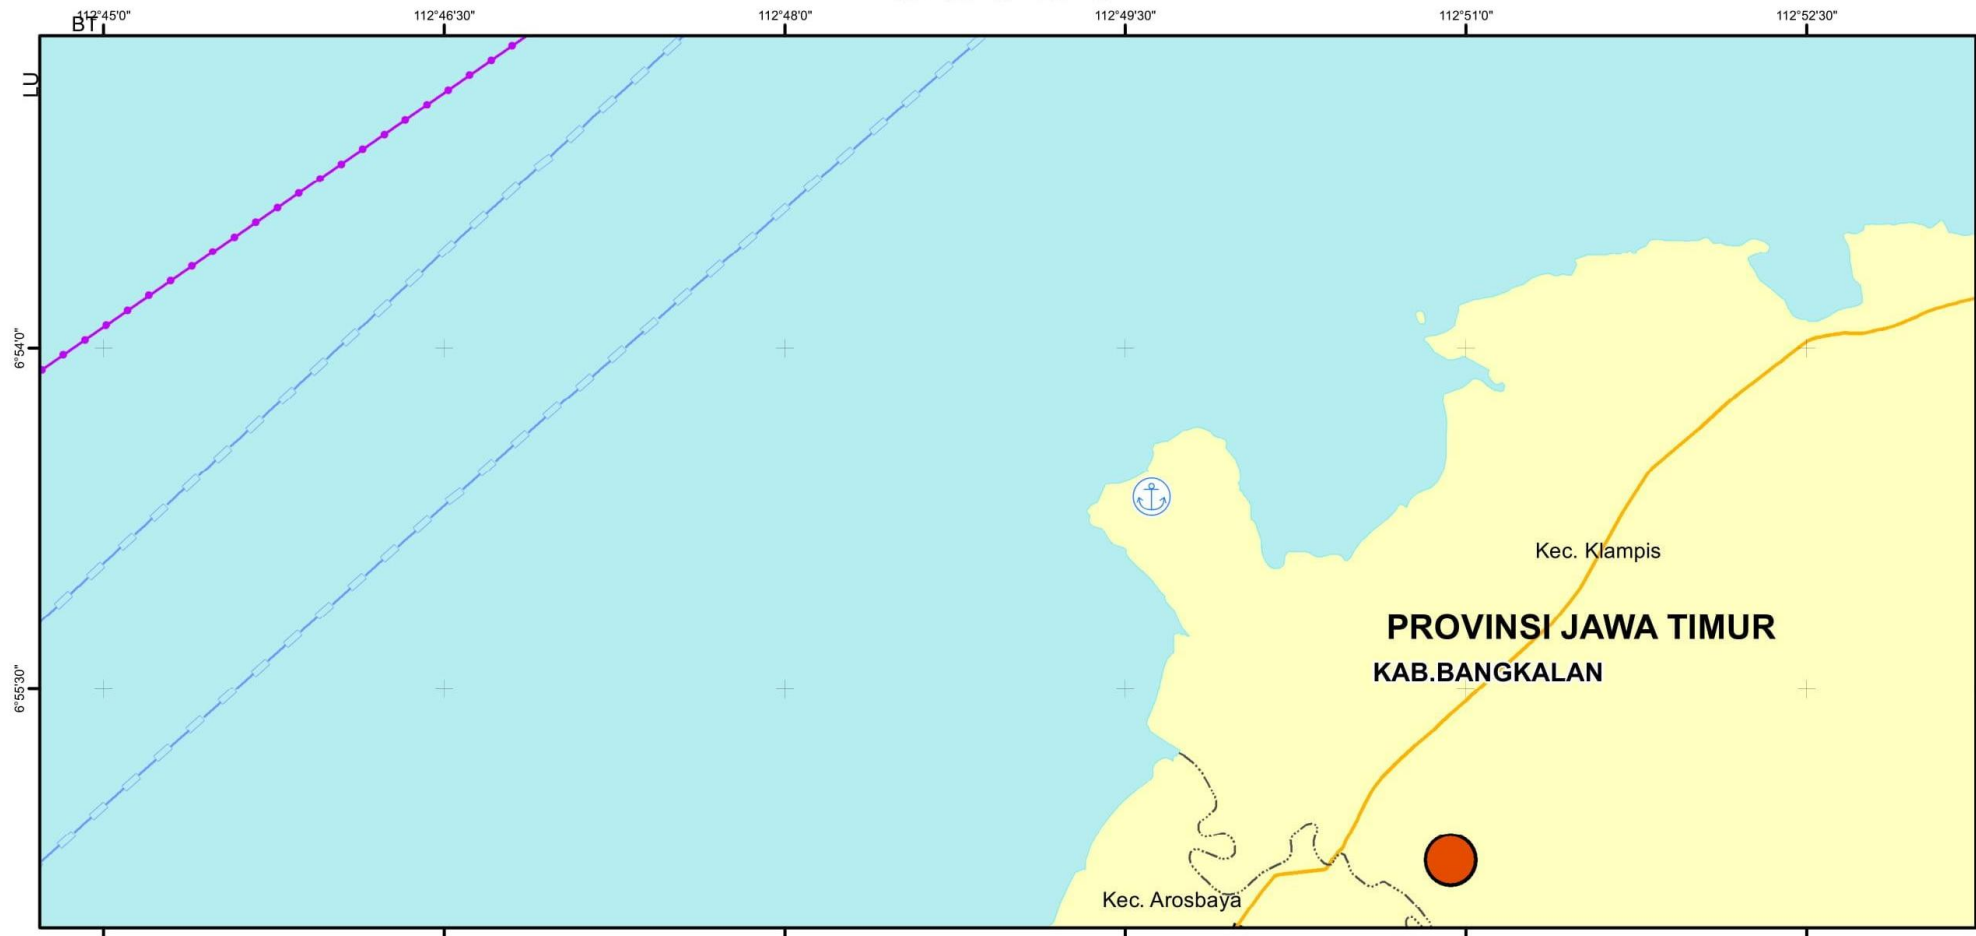 112°45'0" 112°46'30" 112°48'0" 112°49'30" 112°51'0" 112°52'30"
BT
LU
6°54'0"
Kec. Klampis
PROVINSI JAWA TIMUR
KAB.BANGKALAN
6°55'30"
Kec. Arosbaya